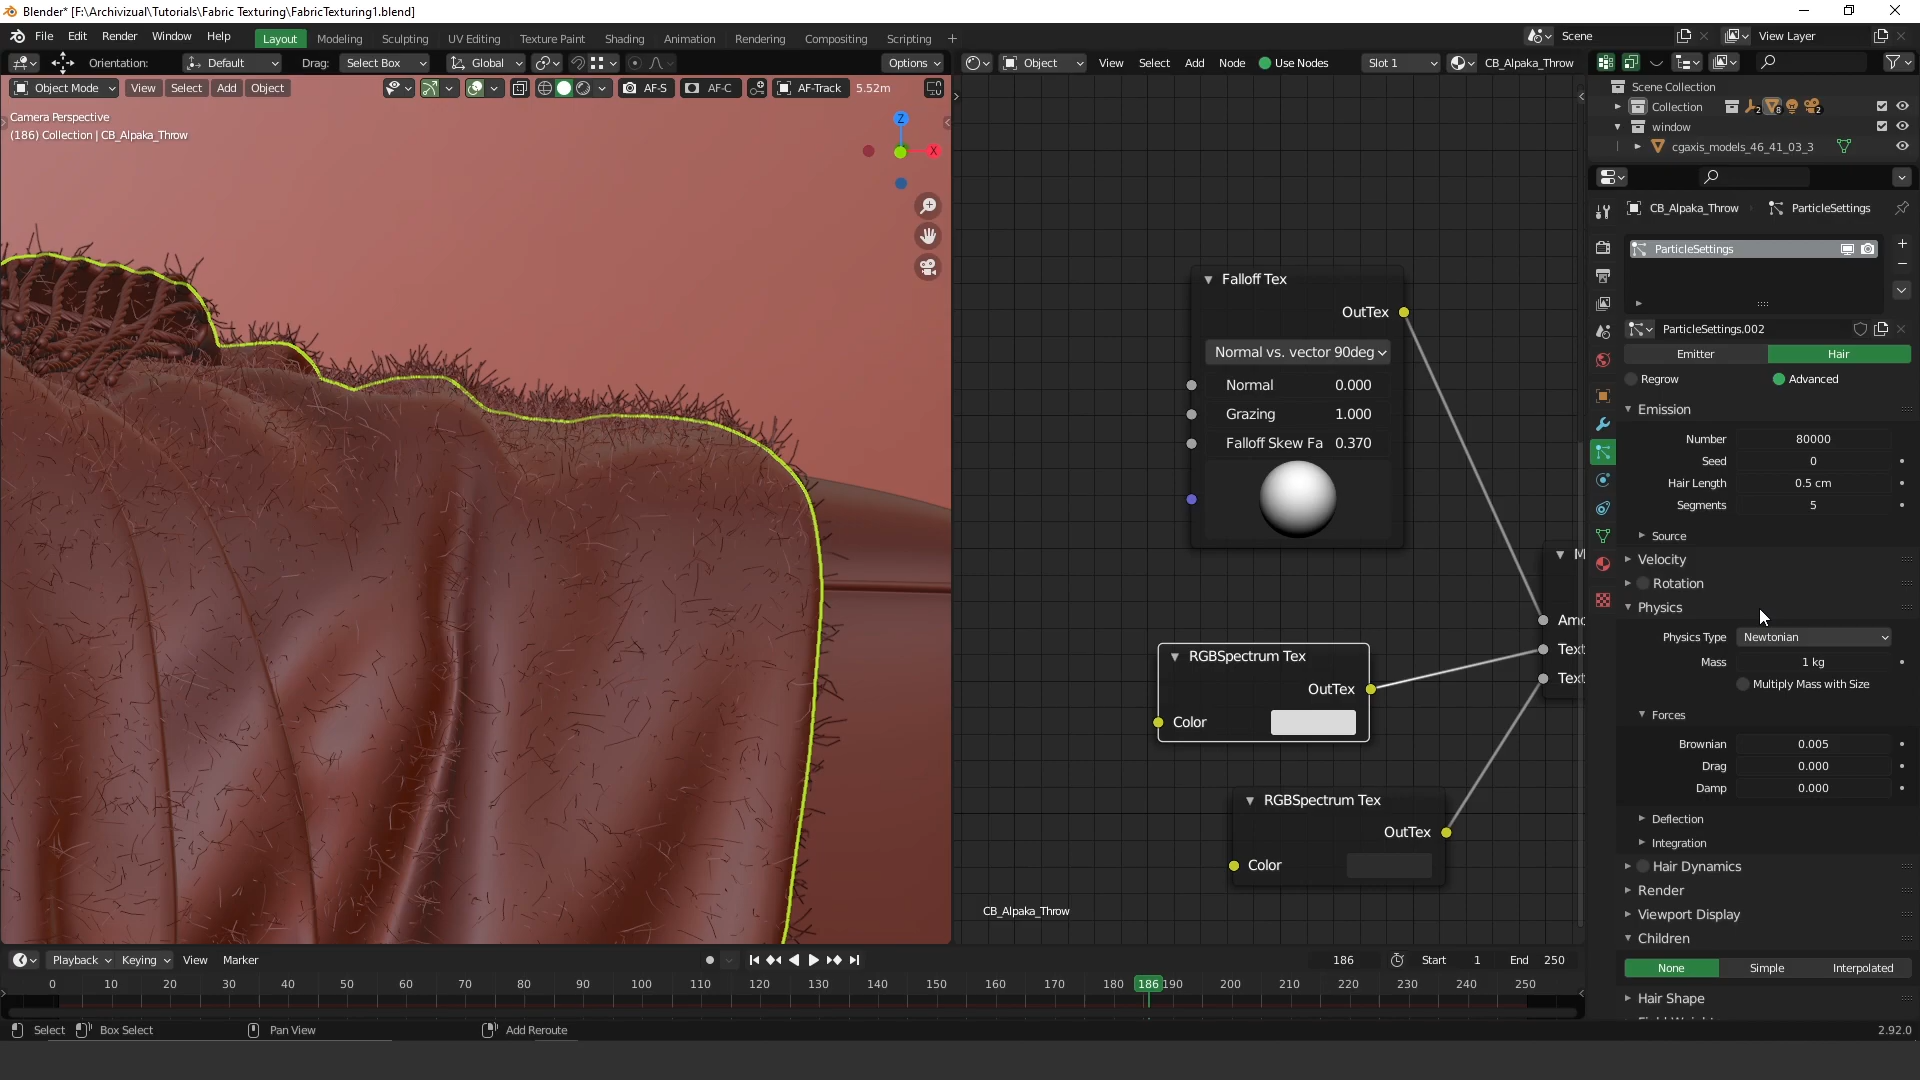 Blender* [F:\Archivizual\Tutorials\Fabric Texturing\FabricTexturing1.blend]
File Edit Render Window Help Layout Modeling Sculpting UV Editing Texture Paint Shading Animation Rendering Compositing Scripting + Scene View Layer
Orientation: Default Drag: Select Box Global Options Object View Select Add Node Use Nodes Slot 1 CB_Alpaka_Throw
Object Mode View Select Add Object AF-S AF-C AF-Track 5.52m
Camera Perspective
(186) Collection | CB_Alpaka_Throw
Z
X
Falloff Tex
OutTex
Normal vs. vector 90deg
Normal 0.000
Grazing 1.000
Falloff Skew Fa 0.370
M
Amo
Text
Text
RGBSpectrum Tex
OutTex
Color
RGBSpectrum Tex
OutTex
Color
CB_Alpaka_Throw
Scene Collection
Collection 2 8 2
window
cgaxis_models_46_41_03_3
CB_Alpaka_Throw ParticleSettings
ParticleSettings
ParticleSettings.002
Emitter Hair
Regrow Advanced
Emission
Number 80000
Seed 0
Hair Length 0.5 cm
Segments 5
Source
Velocity
Rotation
Physics
Physics Type Newtonian
Mass 1 kg
Multiply Mass with Size
Forces
Brownian 0.005
Drag 0.000
Damp 0.000
Deflection
Integration
Hair Dynamics
Render
Viewport Display
Children
None Simple Interpolated
Hair Shape
Playback Keying View Marker 186 Start 1 End 250
0 10 20 30 40 50 60 70 80 90 100 110 120 130 140 150 160 170 180 186 190 200 210 220 230 240 250
Select Box Select Pan View Add Reroute 2.92.0